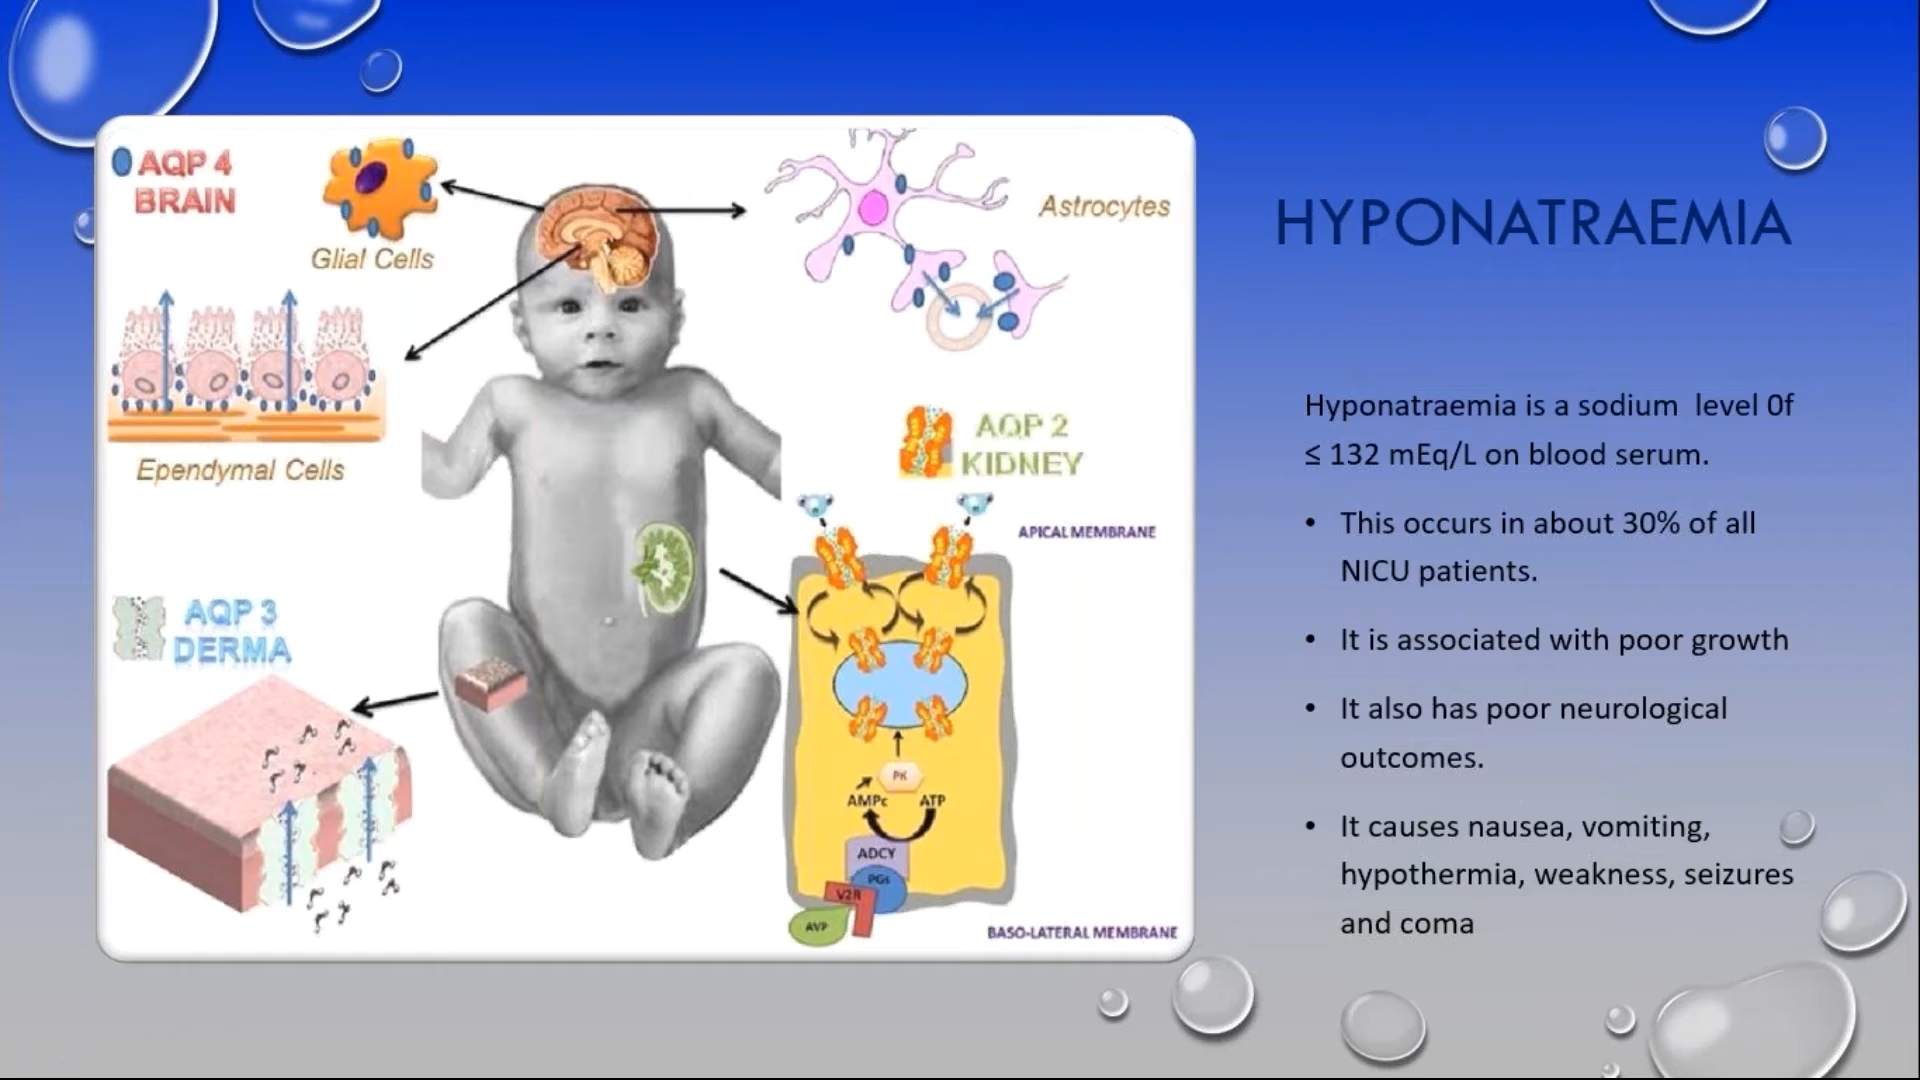 AQP 4
BRAIN
Glial Cells
Astrocytes
Ependymal Cells
AQP 2
KIDNEY
APICAL MEMBRANE
AQP 3
DERMA
PK
AMPc
ATP
ADCY
PGs
V2R
AVP
BASO-LATERAL MEMBRANE
HYPONATRAEMIA
Hyponatraemia is a sodium level 0f
≤ 132 mEq/L on blood serum.
• This occurs in about 30% of all
NICU patients.
• It is associated with poor growth
• It also has poor neurological
outcomes.
• It causes nausea, vomiting,
hypothermia, weakness, seizures
and coma